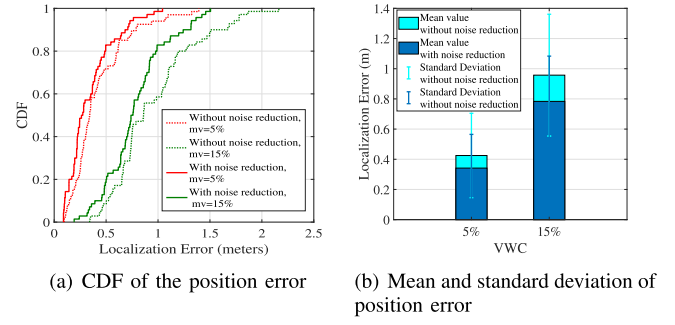 1
0.8
0.6
0.4
0.2
0
CDF
Without noise reduction,
mv=5%
Without noise reduction,
mv=15%
With noise reduction,
mv=5%
With noise reduction,
mv=15%
0 0.5 1 1.5 2 2.5
Localization Error (meters)
(a) CDF of the position error
1.4
1.2
1
0.8
0.6
0.4
0.2
0
Localization Error (m)
Mean value
without noise reduction
Mean value
with noise reduction
Standard Deviation
without noise reduction
Standard Deviation
without noise reduction
5% 15%
VWC
(b) Mean and standard deviation of
position error